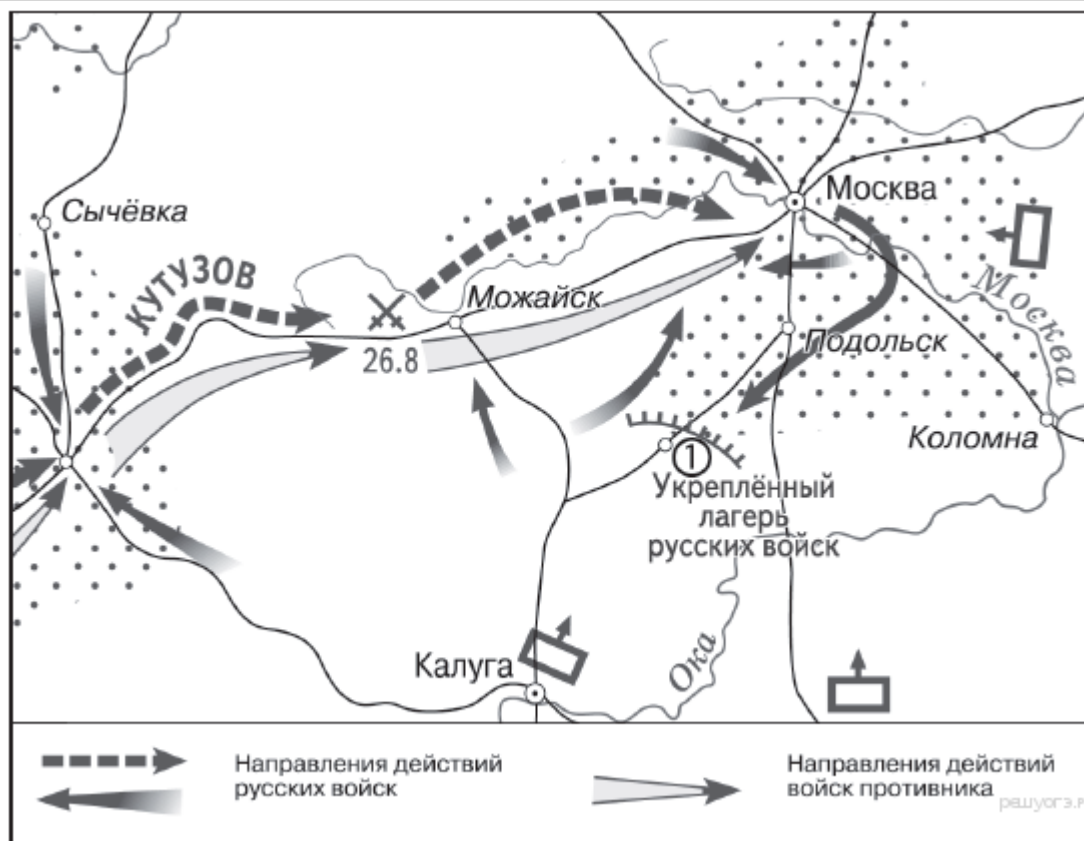 Москва
Сычёвка
КУТУЗОВ
Можайск
26.8
Москва
Подольск
Коломна
1
Укреплённый
лагерь
русских войск
Калуга
Ока
Направления действий
русских войск
Направления действий
войск противника